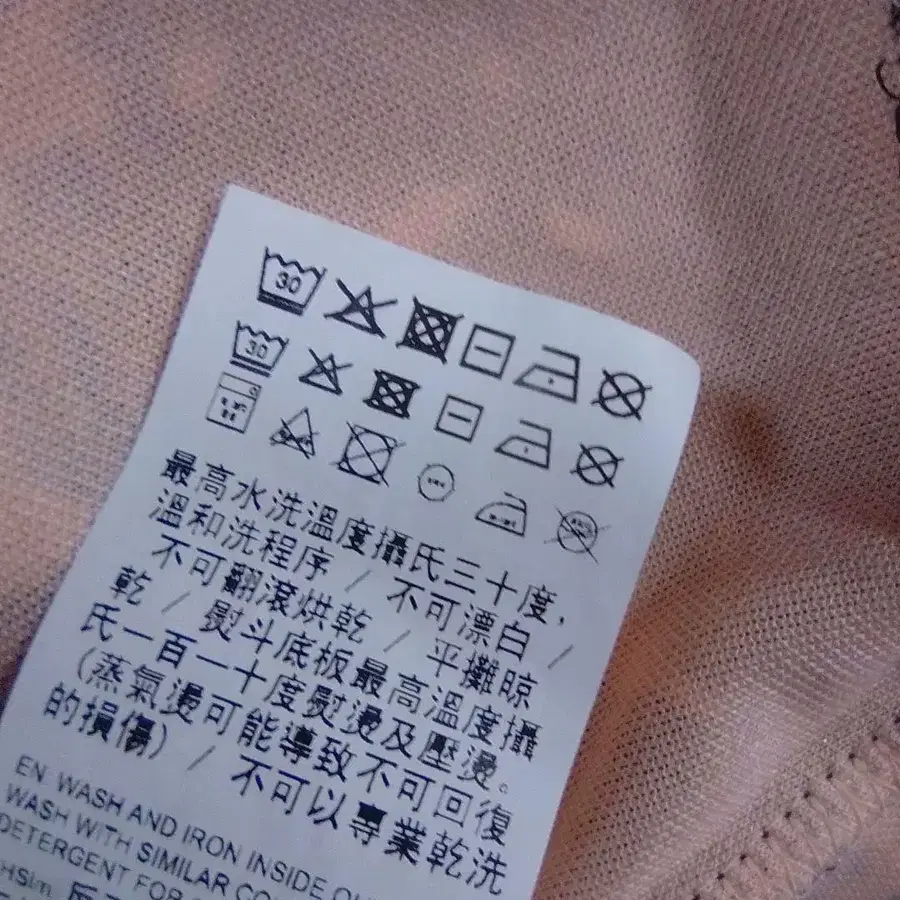 30
30
最高水洗溫度攝氏三十度,
溫和洗程序 / 不可漂白 /
不可翻滾烘乾 / 平攤晾
乾 / 熨斗底板最高溫度攝
氏一百一十度熨燙及壓燙。
(蒸氣燙可能導致不可回復
的損傷) / 不可以專業乾洗
EN WASH AND IRON INSIDE
WASH WITH SIMILAR
DETERGENT FOR